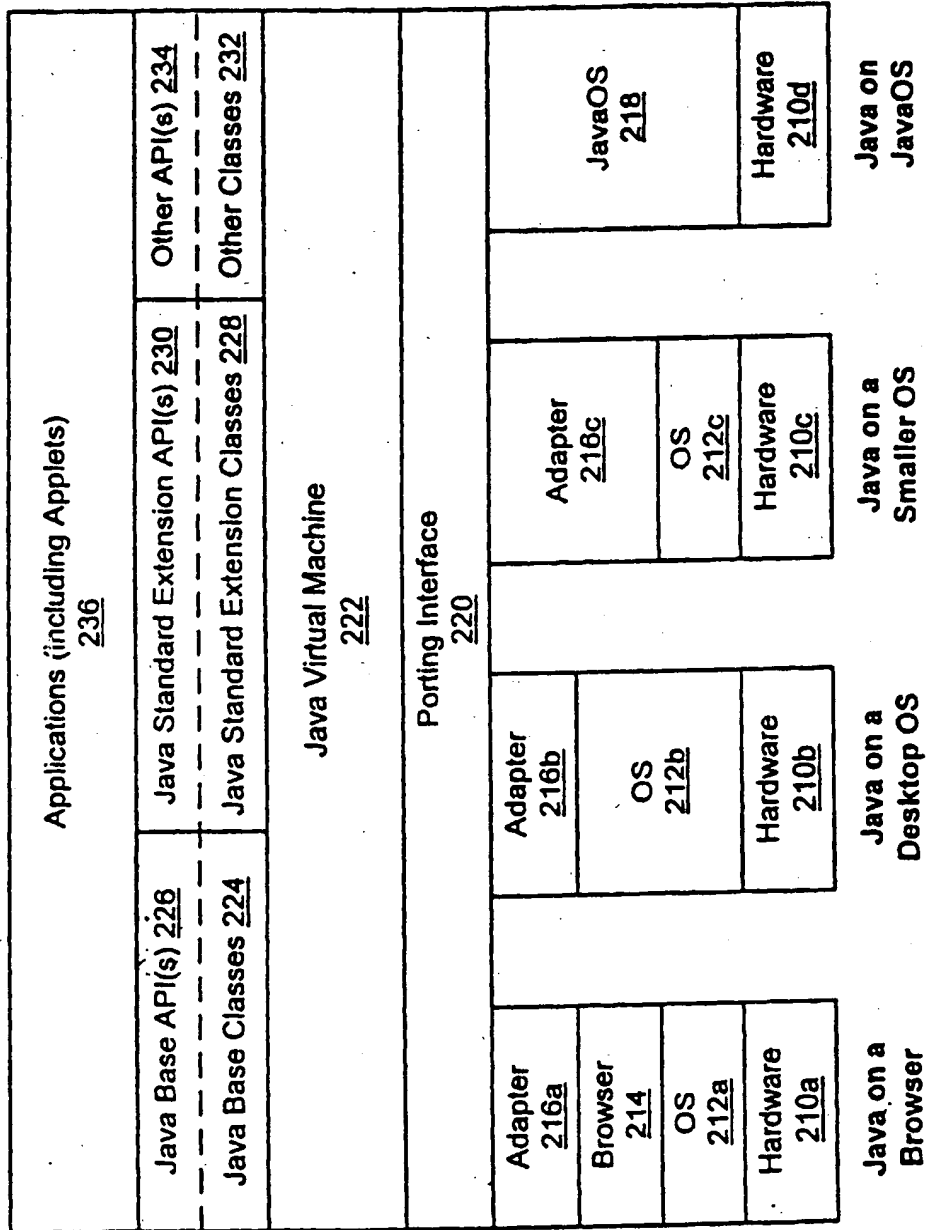 Applications (including Applets)
236
Java Base API(s) 226
Java Standard Extension API(s) 230
Other API(s) 234
Java Base Classes 224
Java Standard Extension Classes 228
Other Classes 232
Java Virtual Machine
222
Porting Interface
220
Adapter
216a
Browser
214
OS
212a
Hardware
210a
Java on a
Browser
Adapter
216b
OS
212b
Hardware
210b
Java on a
Desktop OS
Adapter
216c
OS
212c
Hardware
210c
Java on a
Smaller OS
JavaOS
218
Hardware
210d
Java on
JavaOS